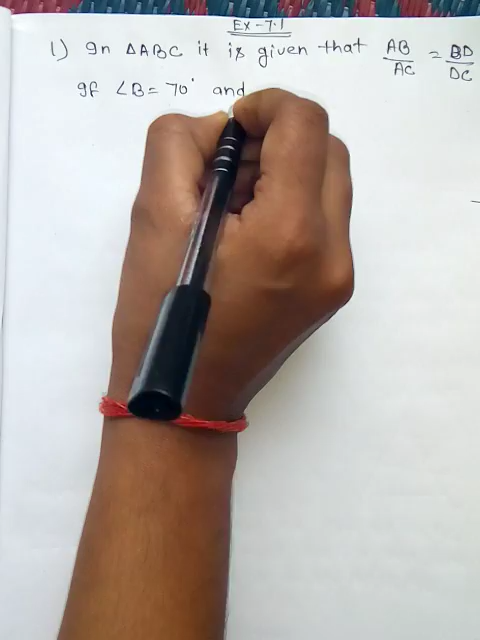 Ex-7.1
1) In ΔABC it is given that AB/AC = BD/DC
If ∠B = 70° and